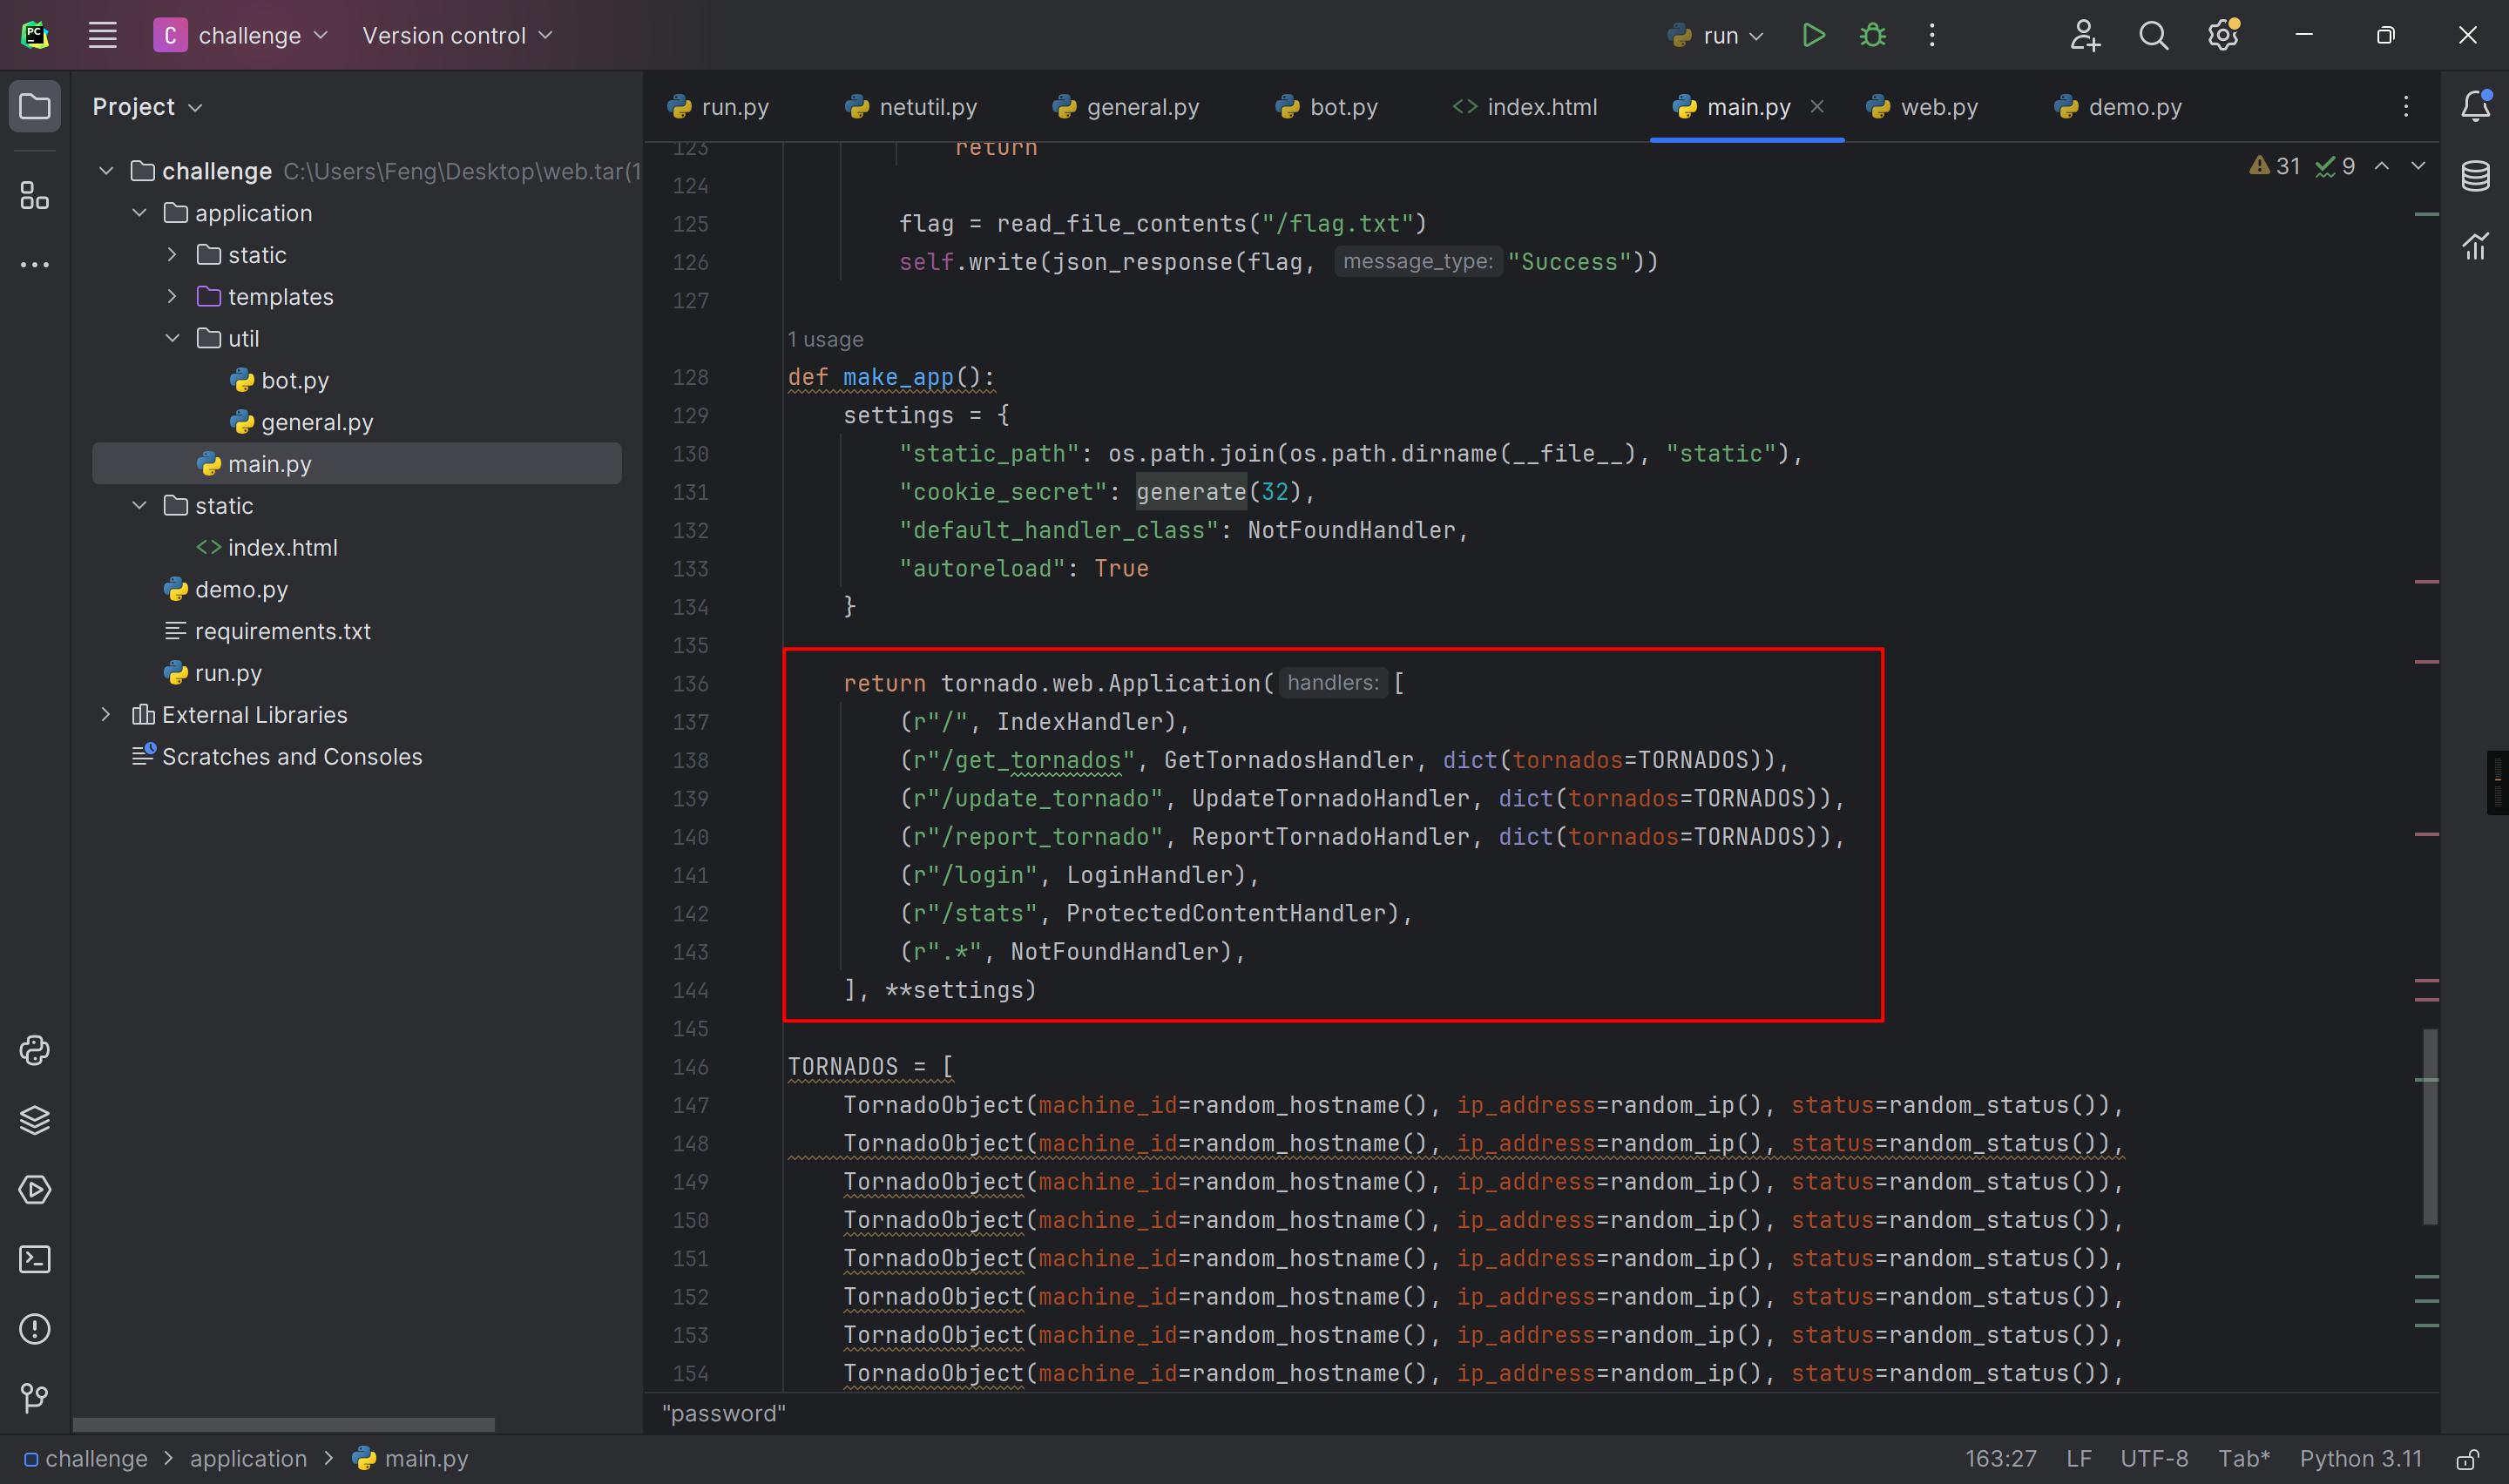 PC
C challenge Version control run
Project
challenge C:\Users\Feng\Desktop\web.tar(1
application
static
templates
util
bot.py
general.py
main.py
static
index.html
demo.py
requirements.txt
run.py
External Libraries
Scratches and Consoles
run.py netutil.py general.py bot.py <> index.html main.py web.py demo.py
31 9
123 return
124
125 flag = read_file_contents("/flag.txt")
126 self.write(json_response(flag, message_type: "Success"))
127
1 usage
128 def make_app():
129 settings = {
130 "static_path": os.path.join(os.path.dirname(__file__), "static"),
131 "cookie_secret": generate(32),
132 "default_handler_class": NotFoundHandler,
133 "autoreload": True
134 }
135
136 return tornado.web.Application( handlers: [
137 (r"/", IndexHandler),
138 (r"/get_tornados", GetTornadosHandler, dict(tornados=TORNADOS)),
139 (r"/update_tornado", UpdateTornadoHandler, dict(tornados=TORNADOS)),
140 (r"/report_tornado", ReportTornadoHandler, dict(tornados=TORNADOS)),
141 (r"/login", LoginHandler),
142 (r"/stats", ProtectedContentHandler),
143 (r".*", NotFoundHandler),
144 ], **settings)
145
146 TORNADOS = [
147 TornadoObject(machine_id=random_hostname(), ip_address=random_ip(), status=random_status()),
148 TornadoObject(machine_id=random_hostname(), ip_address=random_ip(), status=random_status()),
149 TornadoObject(machine_id=random_hostname(), ip_address=random_ip(), status=random_status()),
150 TornadoObject(machine_id=random_hostname(), ip_address=random_ip(), status=random_status()),
151 TornadoObject(machine_id=random_hostname(), ip_address=random_ip(), status=random_status()),
152 TornadoObject(machine_id=random_hostname(), ip_address=random_ip(), status=random_status()),
153 TornadoObject(machine_id=random_hostname(), ip_address=random_ip(), status=random_status()),
154 TornadoObject(machine_id=random_hostname(), ip_address=random_ip(), status=random_status()),
"password"
challenge > application > main.py 163:27 LF UTF-8 Tab* Python 3.11